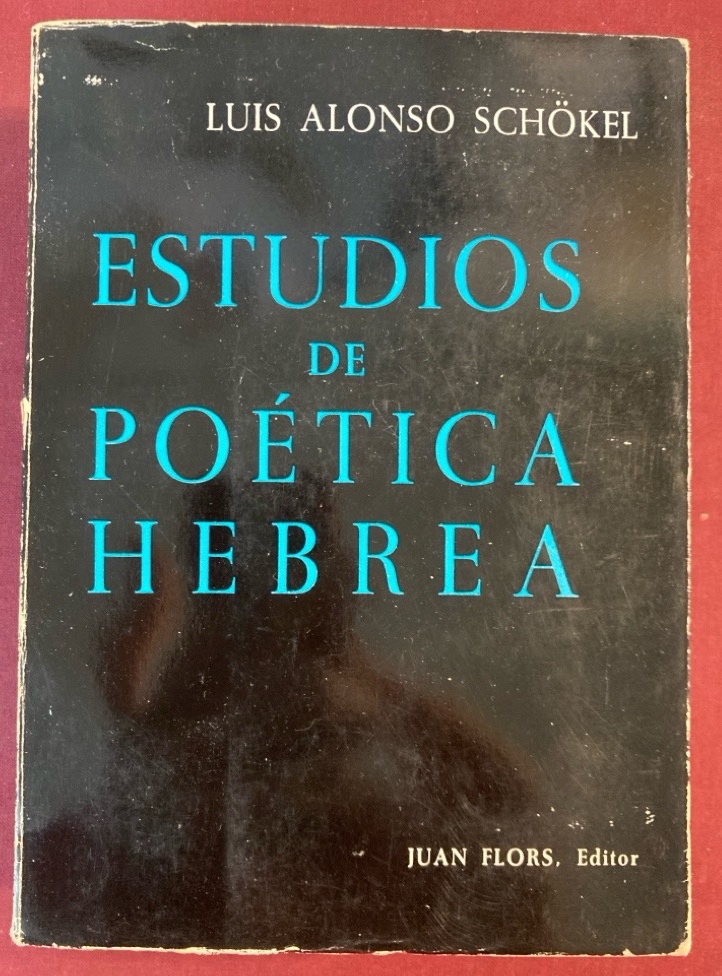 LUIS ALONSO SCHÖKEL
ESTUDIOS
DE
POÉTICA
HEBREA
JUAN FLORS, Editor